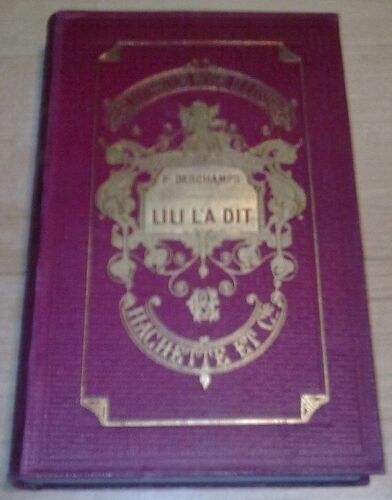 F. DESCHAMPS
LILI L'A DIT
HACHETTE ET Cie